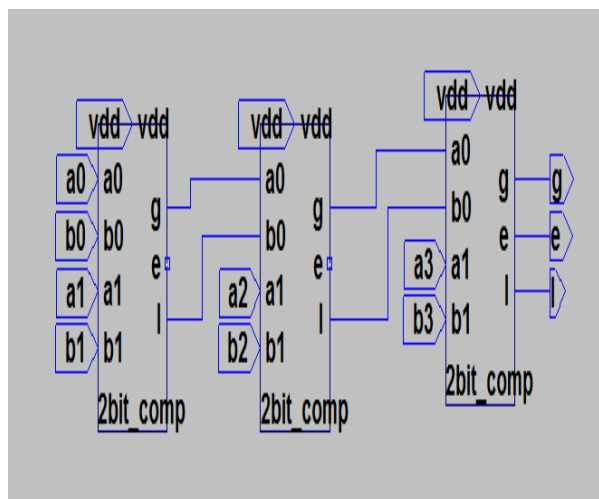 vdd vdd
a0 a0
g
b0 b0
e
a1 a1
l
b1 b1
2bit_comp
vdd vdd
a0
g
b0
e
a2 a1
l
b2 b1
2bit_comp
vdd vdd
a0
g g
b0
e e
a3 a1
l l
b3 b1
2bit_comp